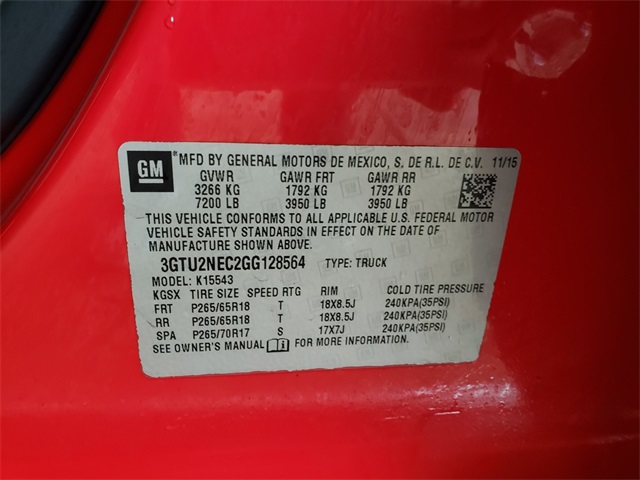 GM
*MFD BY GENERAL MOTORS DE MEXICO, S. DE R.L. DE C.V. 11/15
GVWR GAWR FRT GAWR RR
3266 KG 1792 KG 1792 KG
7200 LB 3950 LB 3950 LB
THIS VEHICLE CONFORMS TO ALL APPLICABLE U.S. FEDERAL MOTOR
VEHICLE SAFETY STANDARDS IN EFFECT ON THE DATE OF
MANUFACTURE SHOWN ABOVE.
3GTU2NEC2GG128564 TYPE: TRUCK
MODEL: K15543
KGSX TIRE SIZE SPEED RTG RIM COLD TIRE PRESSURE
FRT P265/65R18 T 18X8.5J 240KPA(35PSI)
RR P265/65R18 T 18X8.5J 240KPA(35PSI)
SPA P265/70R17 S 17X7J 240KPA(35PSI)
SEE OWNER'S MANUAL FOR MORE INFORMATION.